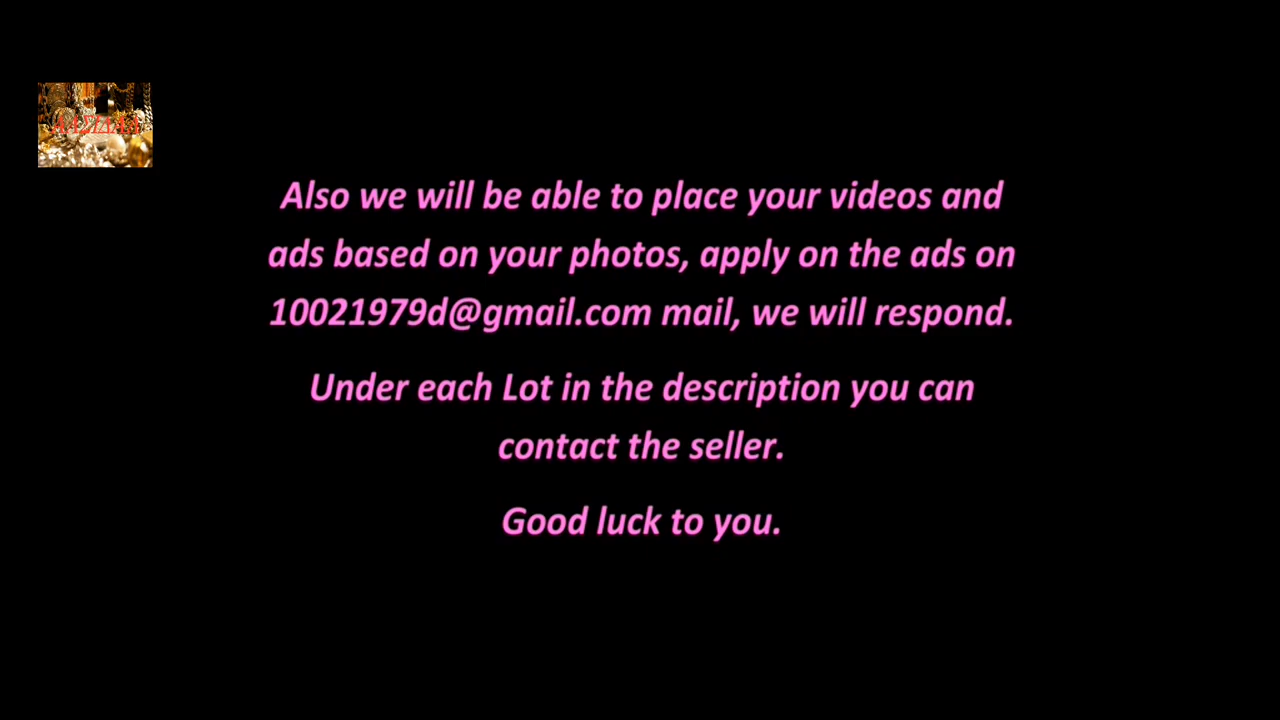 Also we will be able to place your videos and
ads based on your photos, apply on the ads on
10021979d@gmail.com mail, we will respond.
Under each Lot in the description you can
contact the seller.
Good luck to you.